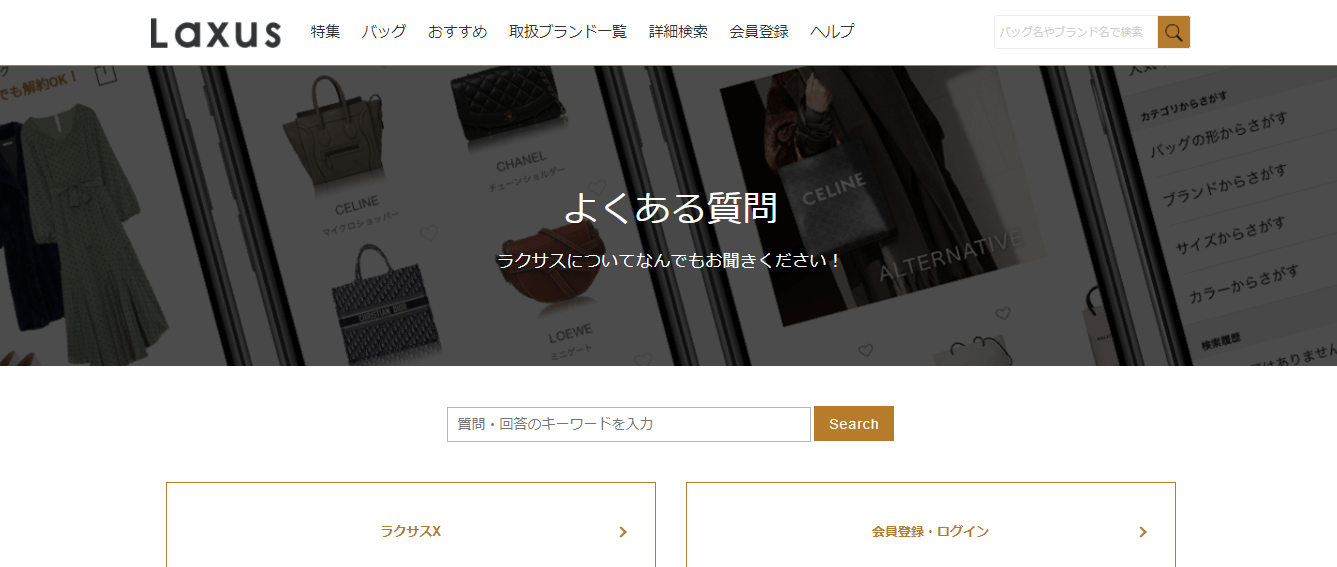 Laxus
特集 バッグ おすすめ 取扱ブランド一覧 詳細検索 会員登録 ヘルプ
バッグ名やブランド名で検索
でも解約OK！
CELINE
マイクロショッパー
CHANEL
チェーンショルダー
CHRISTIAN DIOR
LOEWE
ミニゲート
CELINE
ALTERNATIVE
カテゴリからさがす
バッグの形からさがす
ブランドからさがす
サイズからさがす
カラーからさがす
検索履歴
はありません
よくある質問
ラクサスについてなんでもお聞きください！
質問・回答のキーワードを入力
Search
ラクサスX
会員登録・ログイン